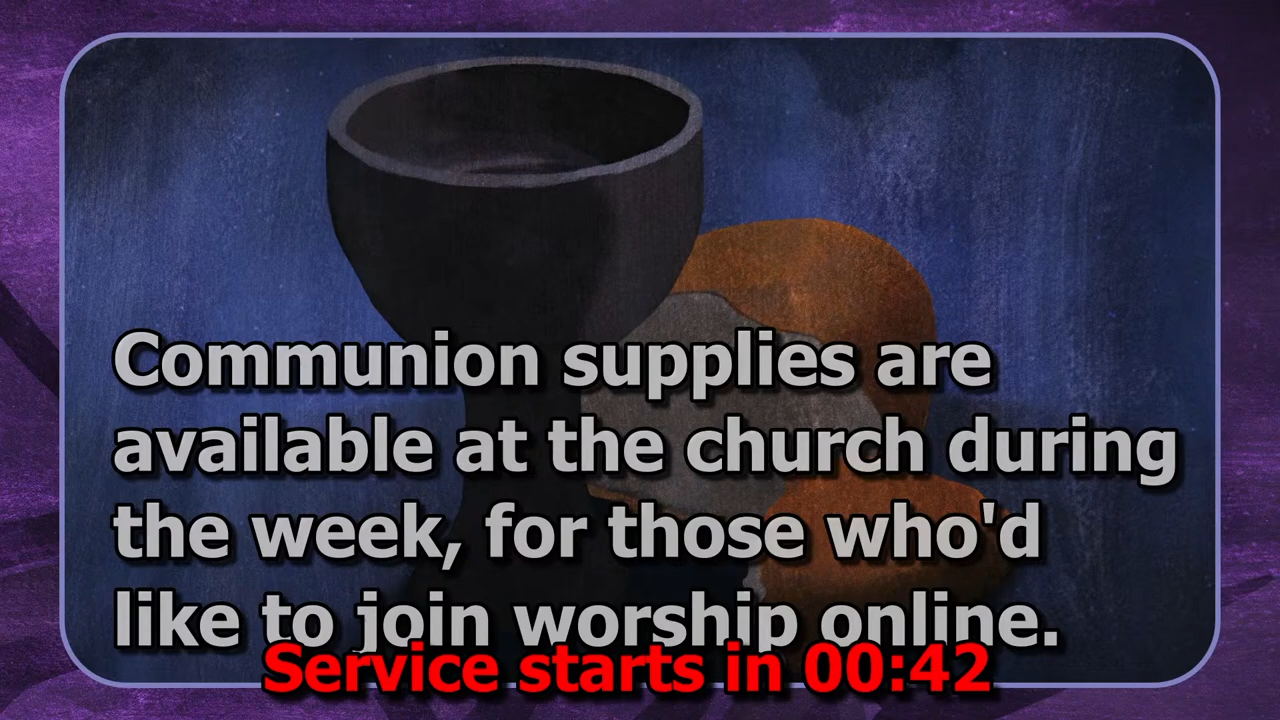 Communion supplies are
available at the church during
the week, for those who'd
like to join worship online.
Service starts in 00:42